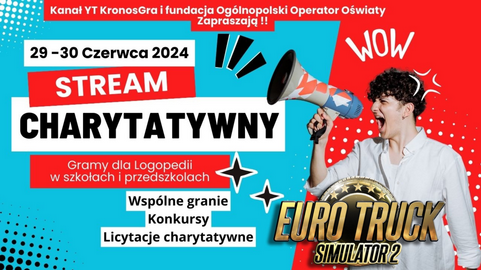 Kanał YT KronosGra i fundacja Ogólnopolski Operator Oświaty
Zapraszają !!
29 -30 Czerwca 2024
STREAM
CHARYTATYWNY
WOW
Gramy dla Logopedii
w szkołach i przedszkolach
Wspólne granie
Konkursy
Licytacje charytatywne
EURO TRUCK
SIMULATOR 2